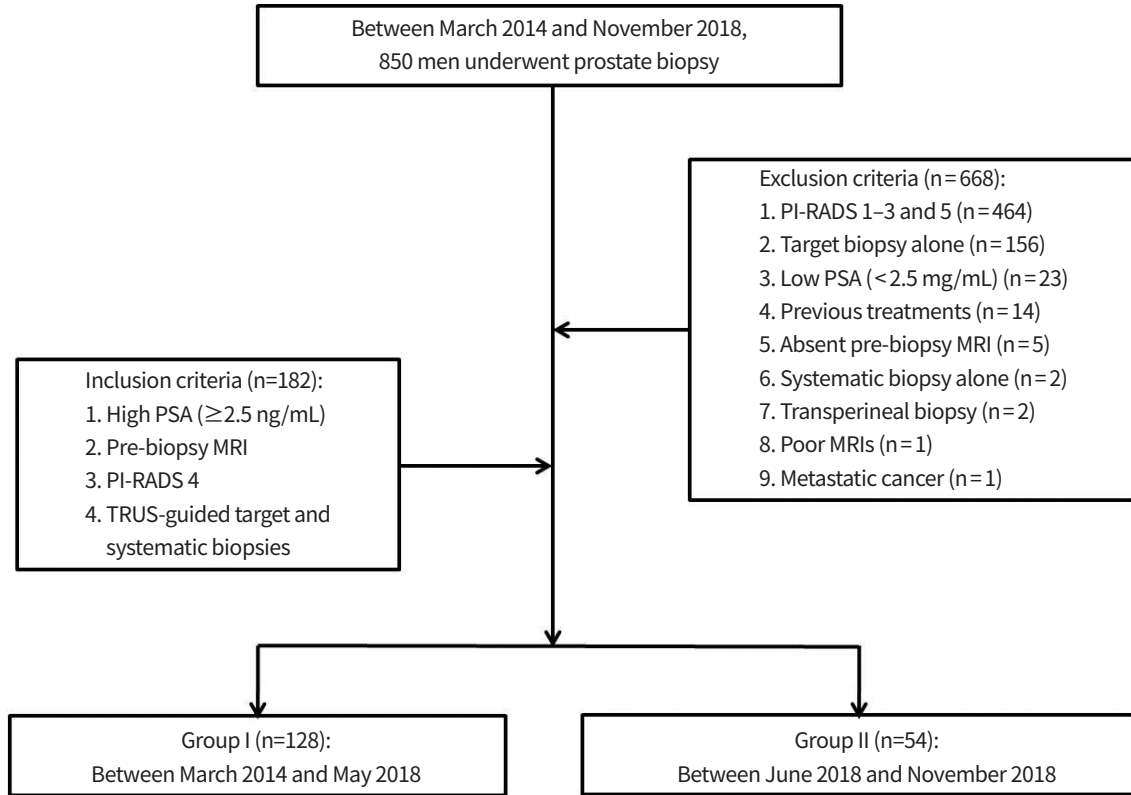 Between March 2014 and November 2018,
850 men underwent prostate biopsy
Exclusion criteria (n=668):
1. PI-RADS 1–3 and 5 (n=464)
2. Target biopsy alone (n=156)
3. Low PSA (<2.5 mg/mL) (n=23)
4. Previous treatments (n=14)
5. Absent pre-biopsy MRI (n=5)
6. Systematic biopsy alone (n=2)
7. Transperineal biopsy (n=2)
8. Poor MRIs (n=1)
9. Metastatic cancer (n=1)
Inclusion criteria (n=182):
1. High PSA (≥2.5 ng/mL)
2. Pre-biopsy MRI
3. PI-RADS 4
4. TRUS-guided target and
systematic biopsies
Group I (n=128):
Between March 2014 and May 2018
Group II (n=54):
Between June 2018 and November 2018